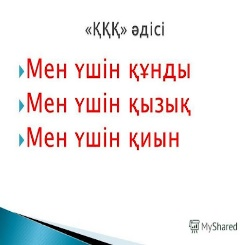 «ҚҚҚ» әдісі
Мен үшін құнды
Мен үшін қызық
Мен үшін қиын
MyShared